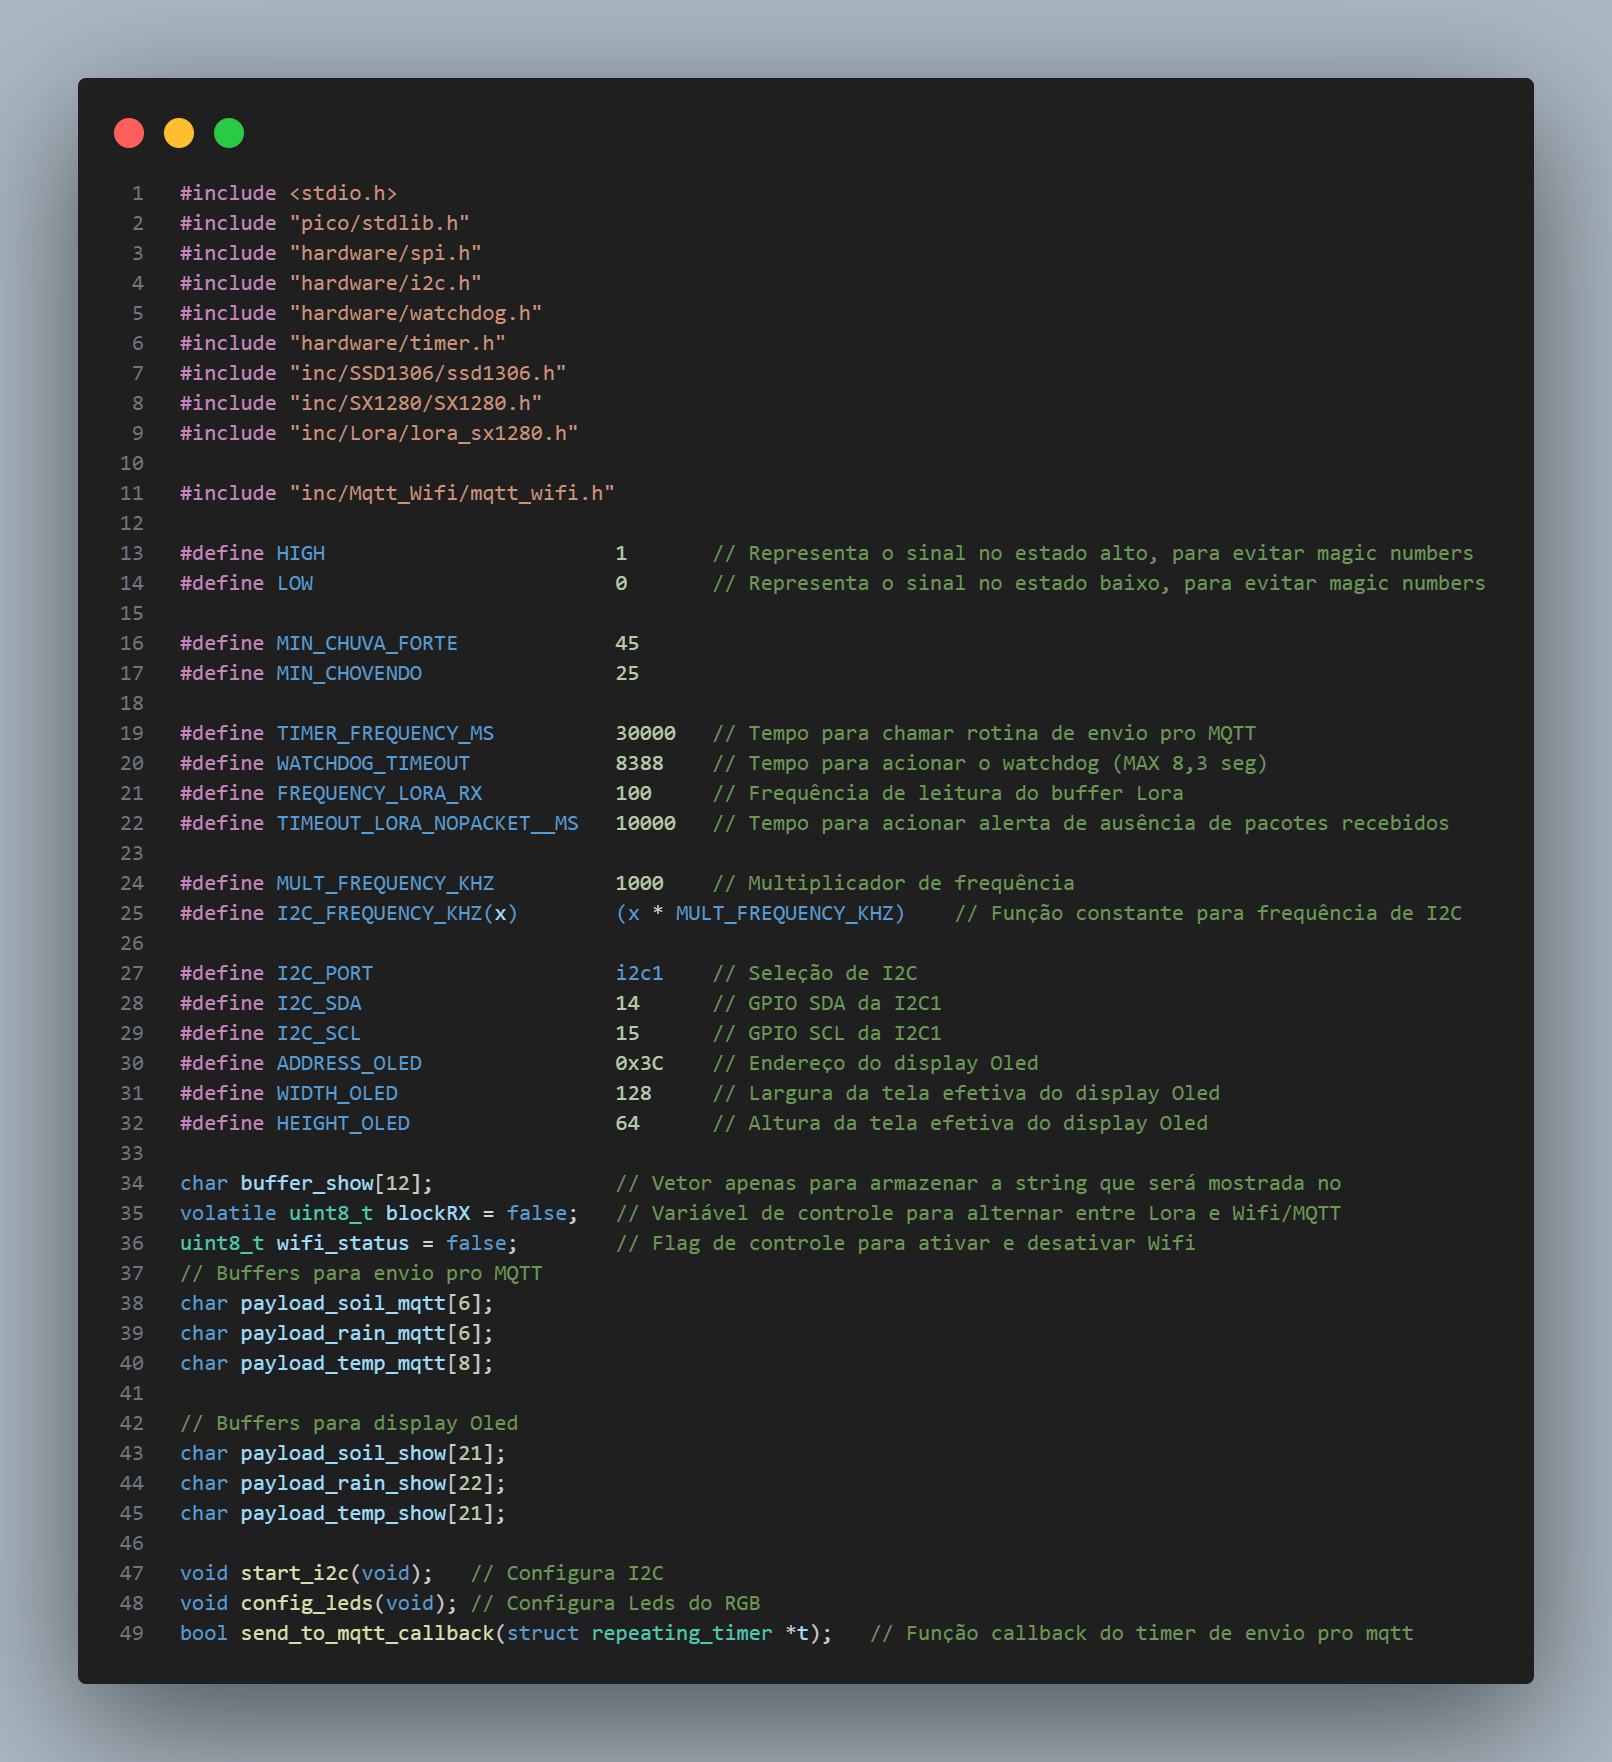 1 #include <stdio.h>
2 #include "pico/stdlib.h"
3 #include "hardware/spi.h"
4 #include "hardware/i2c.h"
5 #include "hardware/watchdog.h"
6 #include "hardware/timer.h"
7 #include "inc/SSD1306/ssd1306.h"
8 #include "inc/SX1280/SX1280.h"
9 #include "inc/Lora/lora_sx1280.h"
10
11 #include "inc/Mqtt_Wifi/mqtt_wifi.h"
12
13 #define HIGH                        1       // Representa o sinal no estado alto, para evitar magic numbers
14 #define LOW                         0       // Representa o sinal no estado baixo, para evitar magic numbers
15
16 #define MIN_CHUVA_FORTE             45
17 #define MIN_CHOVENDO                25
18
19 #define TIMER_FREQUENCY_MS          30000   // Tempo para chamar rotina de envio pro MQTT
20 #define WATCHDOG_TIMEOUT            8388    // Tempo para acionar o watchdog (MAX 8,3 seg)
21 #define FREQUENCY_LORA_RX           100     // Frequência de leitura do buffer Lora
22 #define TIMEOUT_LORA_NOPACKET__MS   10000   // Tempo para acionar alerta de ausência de pacotes recebidos
23
24 #define MULT_FREQUENCY_KHZ          1000    // Multiplicador de frequência
25 #define I2C_FREQUENCY_KHZ(x)        (x * MULT_FREQUENCY_KHZ)    // Função constante para frequência de I2C
26
27 #define I2C_PORT                    i2c1    // Seleção de I2C
28 #define I2C_SDA                     14      // GPIO SDA da I2C1
29 #define I2C_SCL                     15      // GPIO SCL da I2C1
30 #define ADDRESS_OLED                0x3C    // Endereço do display Oled
31 #define WIDTH_OLED                  128     // Largura da tela efetiva do display Oled
32 #define HEIGHT_OLED                 64      // Altura da tela efetiva do display Oled
33
34 char buffer_show[12];               // Vetor apenas para armazenar a string que será mostrada no
35 volatile uint8_t blockRX = false;   // Variável de controle para alternar entre Lora e Wifi/MQTT
36 uint8_t wifi_status = false;        // Flag de controle para ativar e desativar Wifi
37 // Buffers para envio pro MQTT
38 char payload_soil_mqtt[6];
39 char payload_rain_mqtt[6];
40 char payload_temp_mqtt[8];
41
42 // Buffers para display Oled
43 char payload_soil_show[21];
44 char payload_rain_show[22];
45 char payload_temp_show[21];
46
47 void start_i2c(void);   // Configura I2C
48 void config_leds(void); // Configura Leds do RGB
49 bool send_to_mqtt_callback(struct repeating_timer *t);   // Função callback do timer de envio pro mqtt